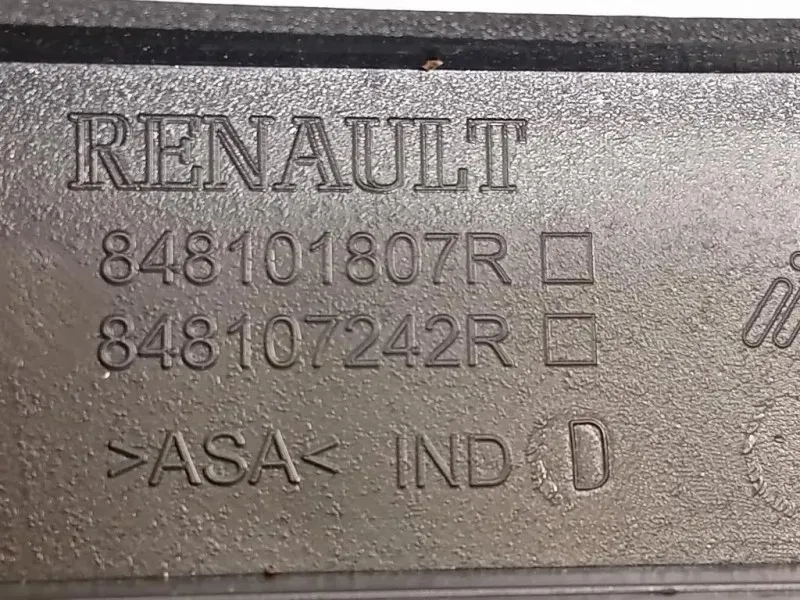 RENAULT
848101807R
848107242R
>ASA< IND D